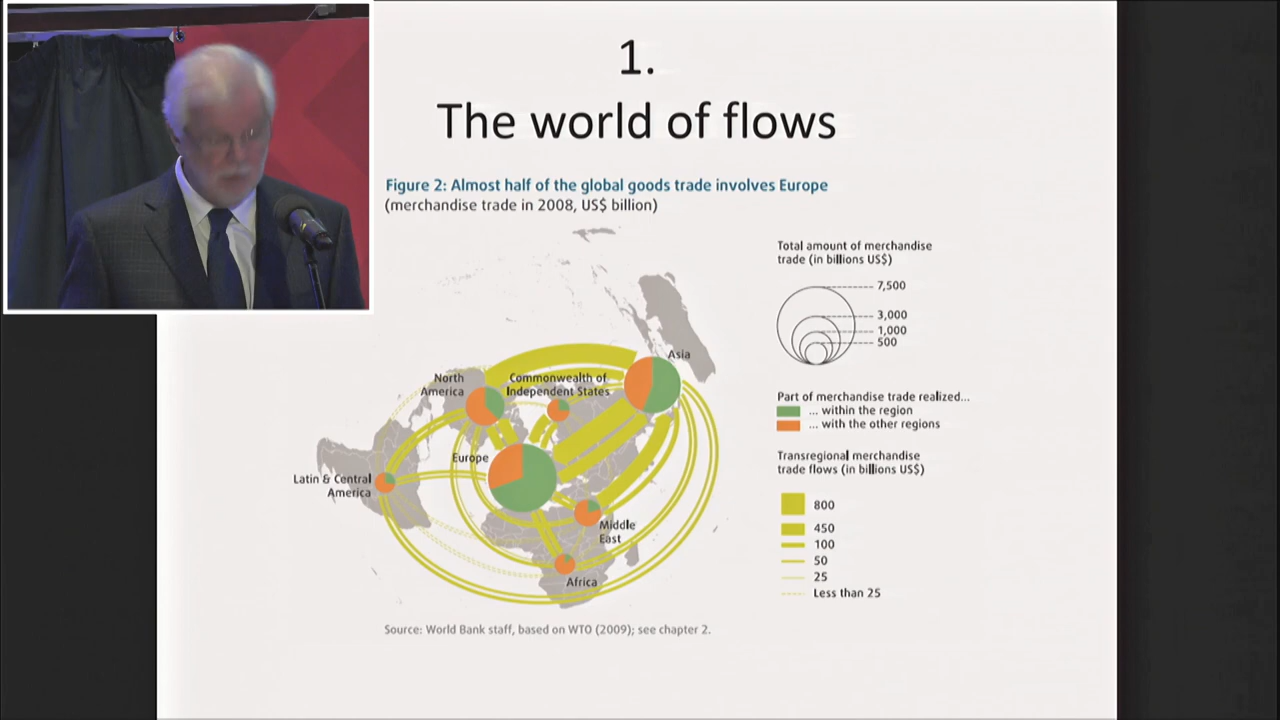 1.
The world of flows
Figure 2: Almost half of the global goods trade involves Europe
(merchandise trade in 2008, US$ billion)
Total amount of merchandise
trade (in billions US$)
7,500
3,000
1,000
500
Asia
North
America
Commonwealth of
Independent States
Europe
Latin & Central
America
Middle
East
Africa
Part of merchandise trade realized...
... within the region
... with the other regions
Transregional merchandise
trade flows (in billions US$)
800
450
100
50
25
Less than 25
Source: World Bank staff, based on WTO (2009); see chapter 2.